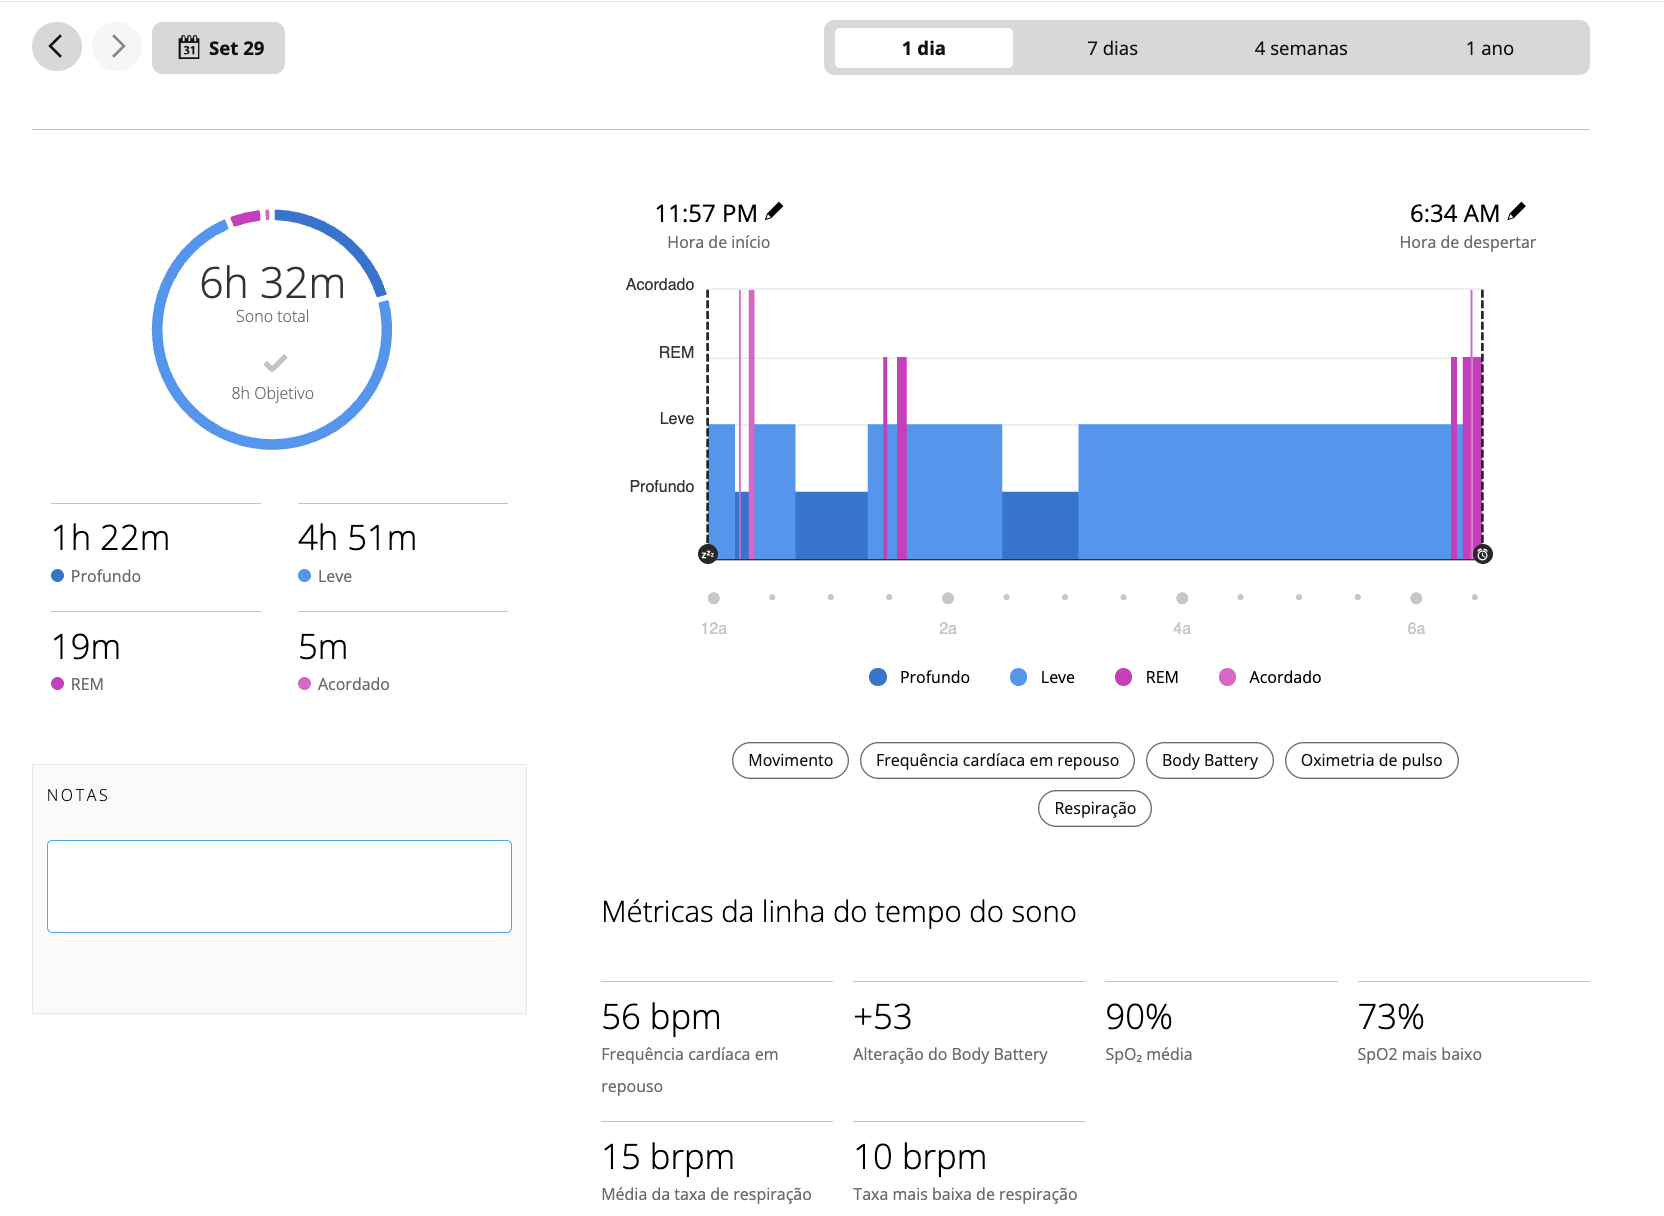 31 Set 29
1 dia
7 dias
4 semanas
1 ano
6h 32m
Sono total
8h Objetivo
1h 22m
Profundo
4h 51m
Leve
19m
REM
5m
Acordado
NOTAS
11:57 PM
Hora de início
6:34 AM
Hora de despertar
Acordado
REM
Leve
Profundo
zzz
12a
2a
4a
6a
Profundo
Leve
REM
Acordado
Movimento
Frequência cardíaca em repouso
Body Battery
Oximetria de pulso
Respiração
Métricas da linha do tempo do sono
56 bpm
Frequência cardíaca em
repouso
+53
Alteração do Body Battery
90%
SpO₂ média
73%
SpO2 mais baixo
15 brpm
Média da taxa de respiração
10 brpm
Taxa mais baixa de respiração